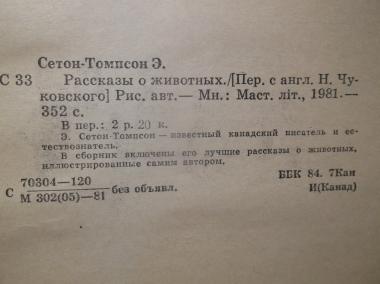 Сетон-Томпсон Э.
С 33 Рассказы о животных./[Пер. с англ. Н. Чу-
ковского] Рис. авт.— Мн.: Маст. літ., 1981.—
352 с.
В пер.: 2 р. 20 к.
Э. Сетон-Томпсон — известный канадский писатель и ес-
тествознатель.
В сборник включены его лучшие рассказы о животных,
иллюстрированные самим автором.
С 70304—120
М 302(05)—81 без объявл.
ББК 84. 7Кан
И(Канад)